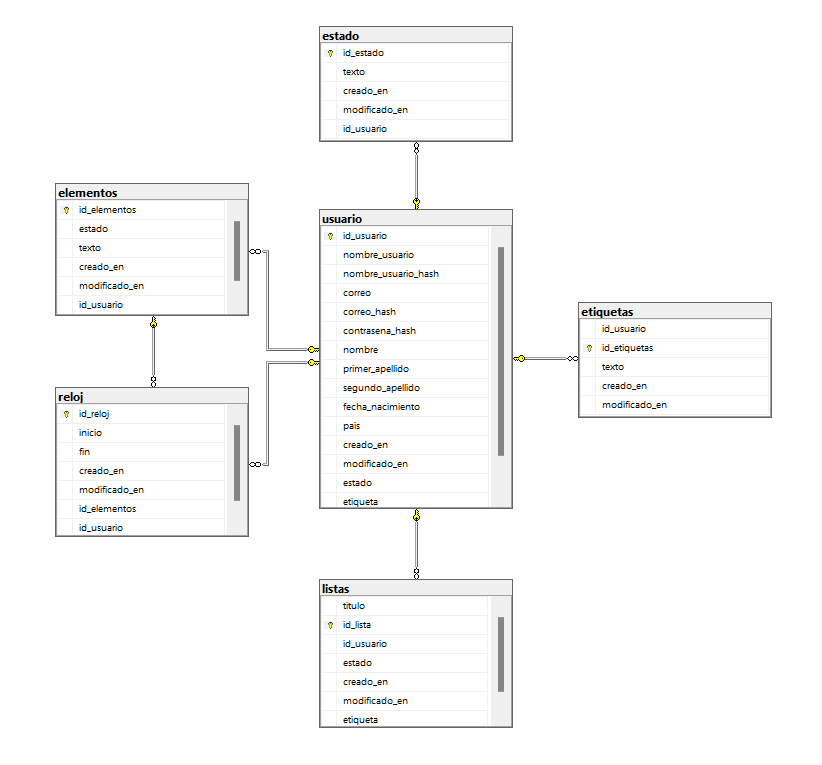 estado
id_estado
texto
creado_en
modificado_en
id_usuario
elementos
id_elementos
estado
texto
creado_en
modificado_en
id_usuario
usuario
id_usuario
nombre_usuario
nombre_usuario_hash
correo
correo_hash
contrasena_hash
nombre
primer_apellido
segundo_apellido
fecha_nacimiento
pais
creado_en
modificado_en
estado
etiqueta
etiquetas
id_usuario
id_etiquetas
texto
creado_en
modificado_en
reloj
id_reloj
inicio
fin
creado_en
modificado_en
id_elementos
id_usuario
listas
titulo
id_lista
id_usuario
estado
creado_en
modificado_en
etiqueta